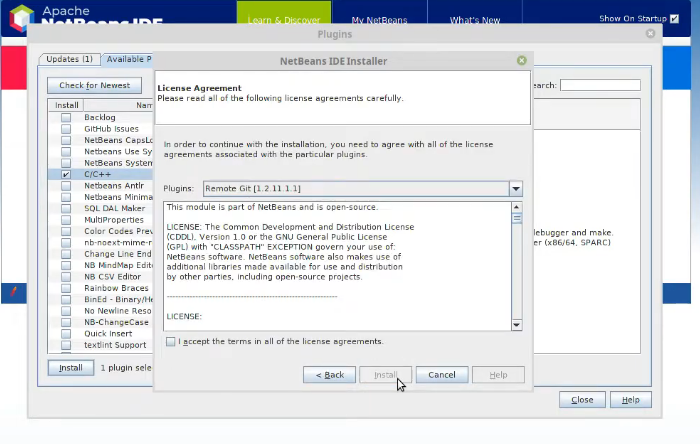 Apache
NetBeans IDE
Learn & Discover
My NetBeans
What's New
Show On Startup
Plugins
Updates (1)
Available P
Check for Newest
earch:
Install
Nam
Backlog
GitHub Issues
NetBeans CapsLo
NetBeans Use Sy
NetBeans System
C/C++
NetBeans Antlr
NetBeans Minima
SQL DAL Maker
MultiProperties
Color Codes Prev
nb-noext-mime-r
Change Line End
NB MindMap Edite
NB CSV Editor
Rainbow Braces
BinEd - Binary/He
No Newline Reso
NB-ChangeCase
Quick Insert
textlint Support
ebugger and make.
r (x86/64, SPARC)
Install
1 plugin sele
Close
Help
NetBeans IDE Installer
License Agreement
Please read all of the following license agreements carefully.
In order to continue with the installation, you need to agree with all of the license
agreements associated with the particular plugins.
Plugins:
Remote Git [1.2.11.1.1]
This module is part of NetBeans and is open-source.
LICENSE: The Common Development and Distribution License
(CDDL), Version 1.0 or the GNU General Public License
(GPL) with "CLASSPATH" EXCEPTION govern your use of:
NetBeans software. NetBeans software also makes use of
additional libraries made available for use and distribution
by other parties, including open-source projects.
------------------------------------------------------------
LICENSE:
I accept the terms in all of the license agreements.
< Back
Install
Cancel
Help